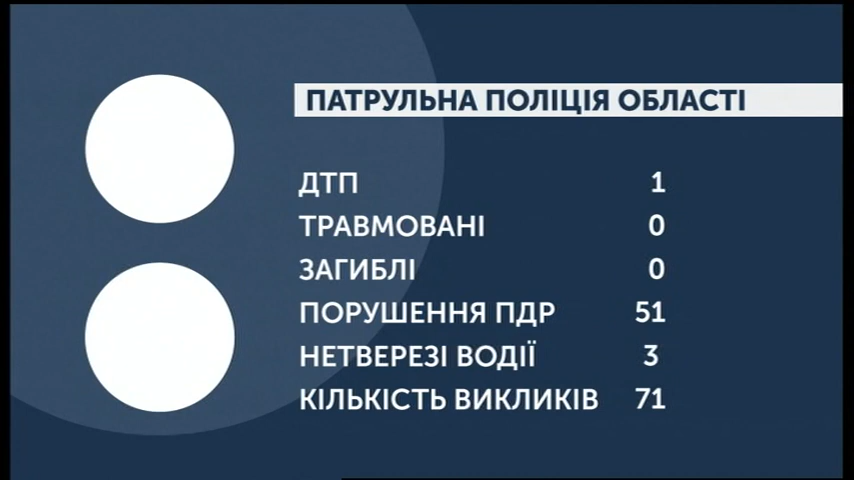 ПАТРУЛЬНА ПОЛІЦІЯ ОБЛАСТІ
ДТП 1
ТРАВМОВАНІ 0
ЗАГИБЛІ 0
ПОРУШЕННЯ ПДР 51
НЕТВЕРЕЗІ ВОДІЇ 3
КІЛЬКІСТЬ ВИКЛИКІВ 71